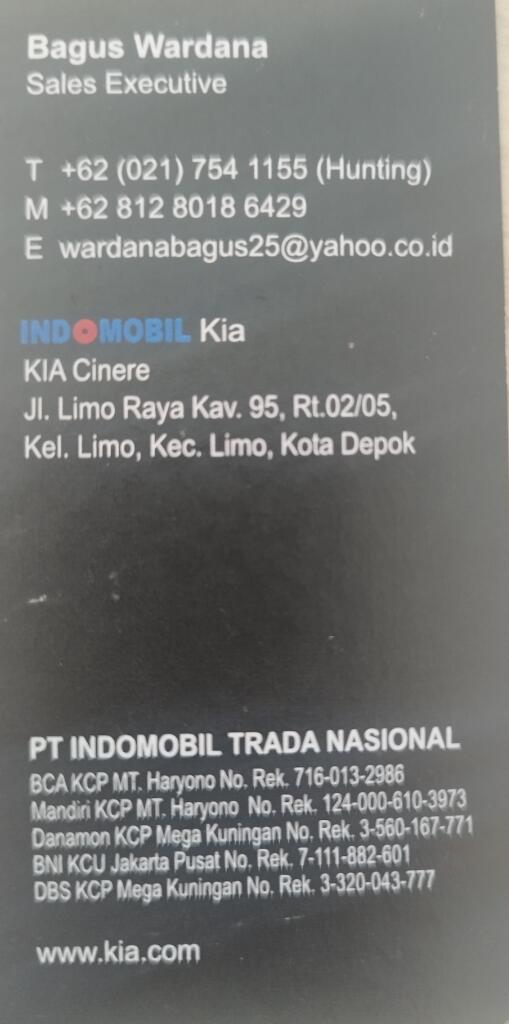 Bagus Wardana
Sales Executive
T +62 (021) 754 1155 (Hunting)
M +62 812 8018 6429
E wardanabagus25@yahoo.co.id
INDOMOBIL Kia
KIA Cinere
Jl. Limo Raya Kav. 95, Rt.02/05,
Kel. Limo, Kec. Limo, Kota Depok
PT INDOMOBIL TRADA NASIONAL
BCA KCP MT. Haryono No. Rek. 716-013-2986
Mandiri KCP MT. Haryono No. Rek. 124-000-610-3973
Danamon KCP Mega Kuningan No. Rek. 3-560-167-771
BNI KCU Jakarta Pusat No. Rek. 7-111-882-601
DBS KCP Mega Kuningan No. Rek. 3-320-043-777
www.kia.com